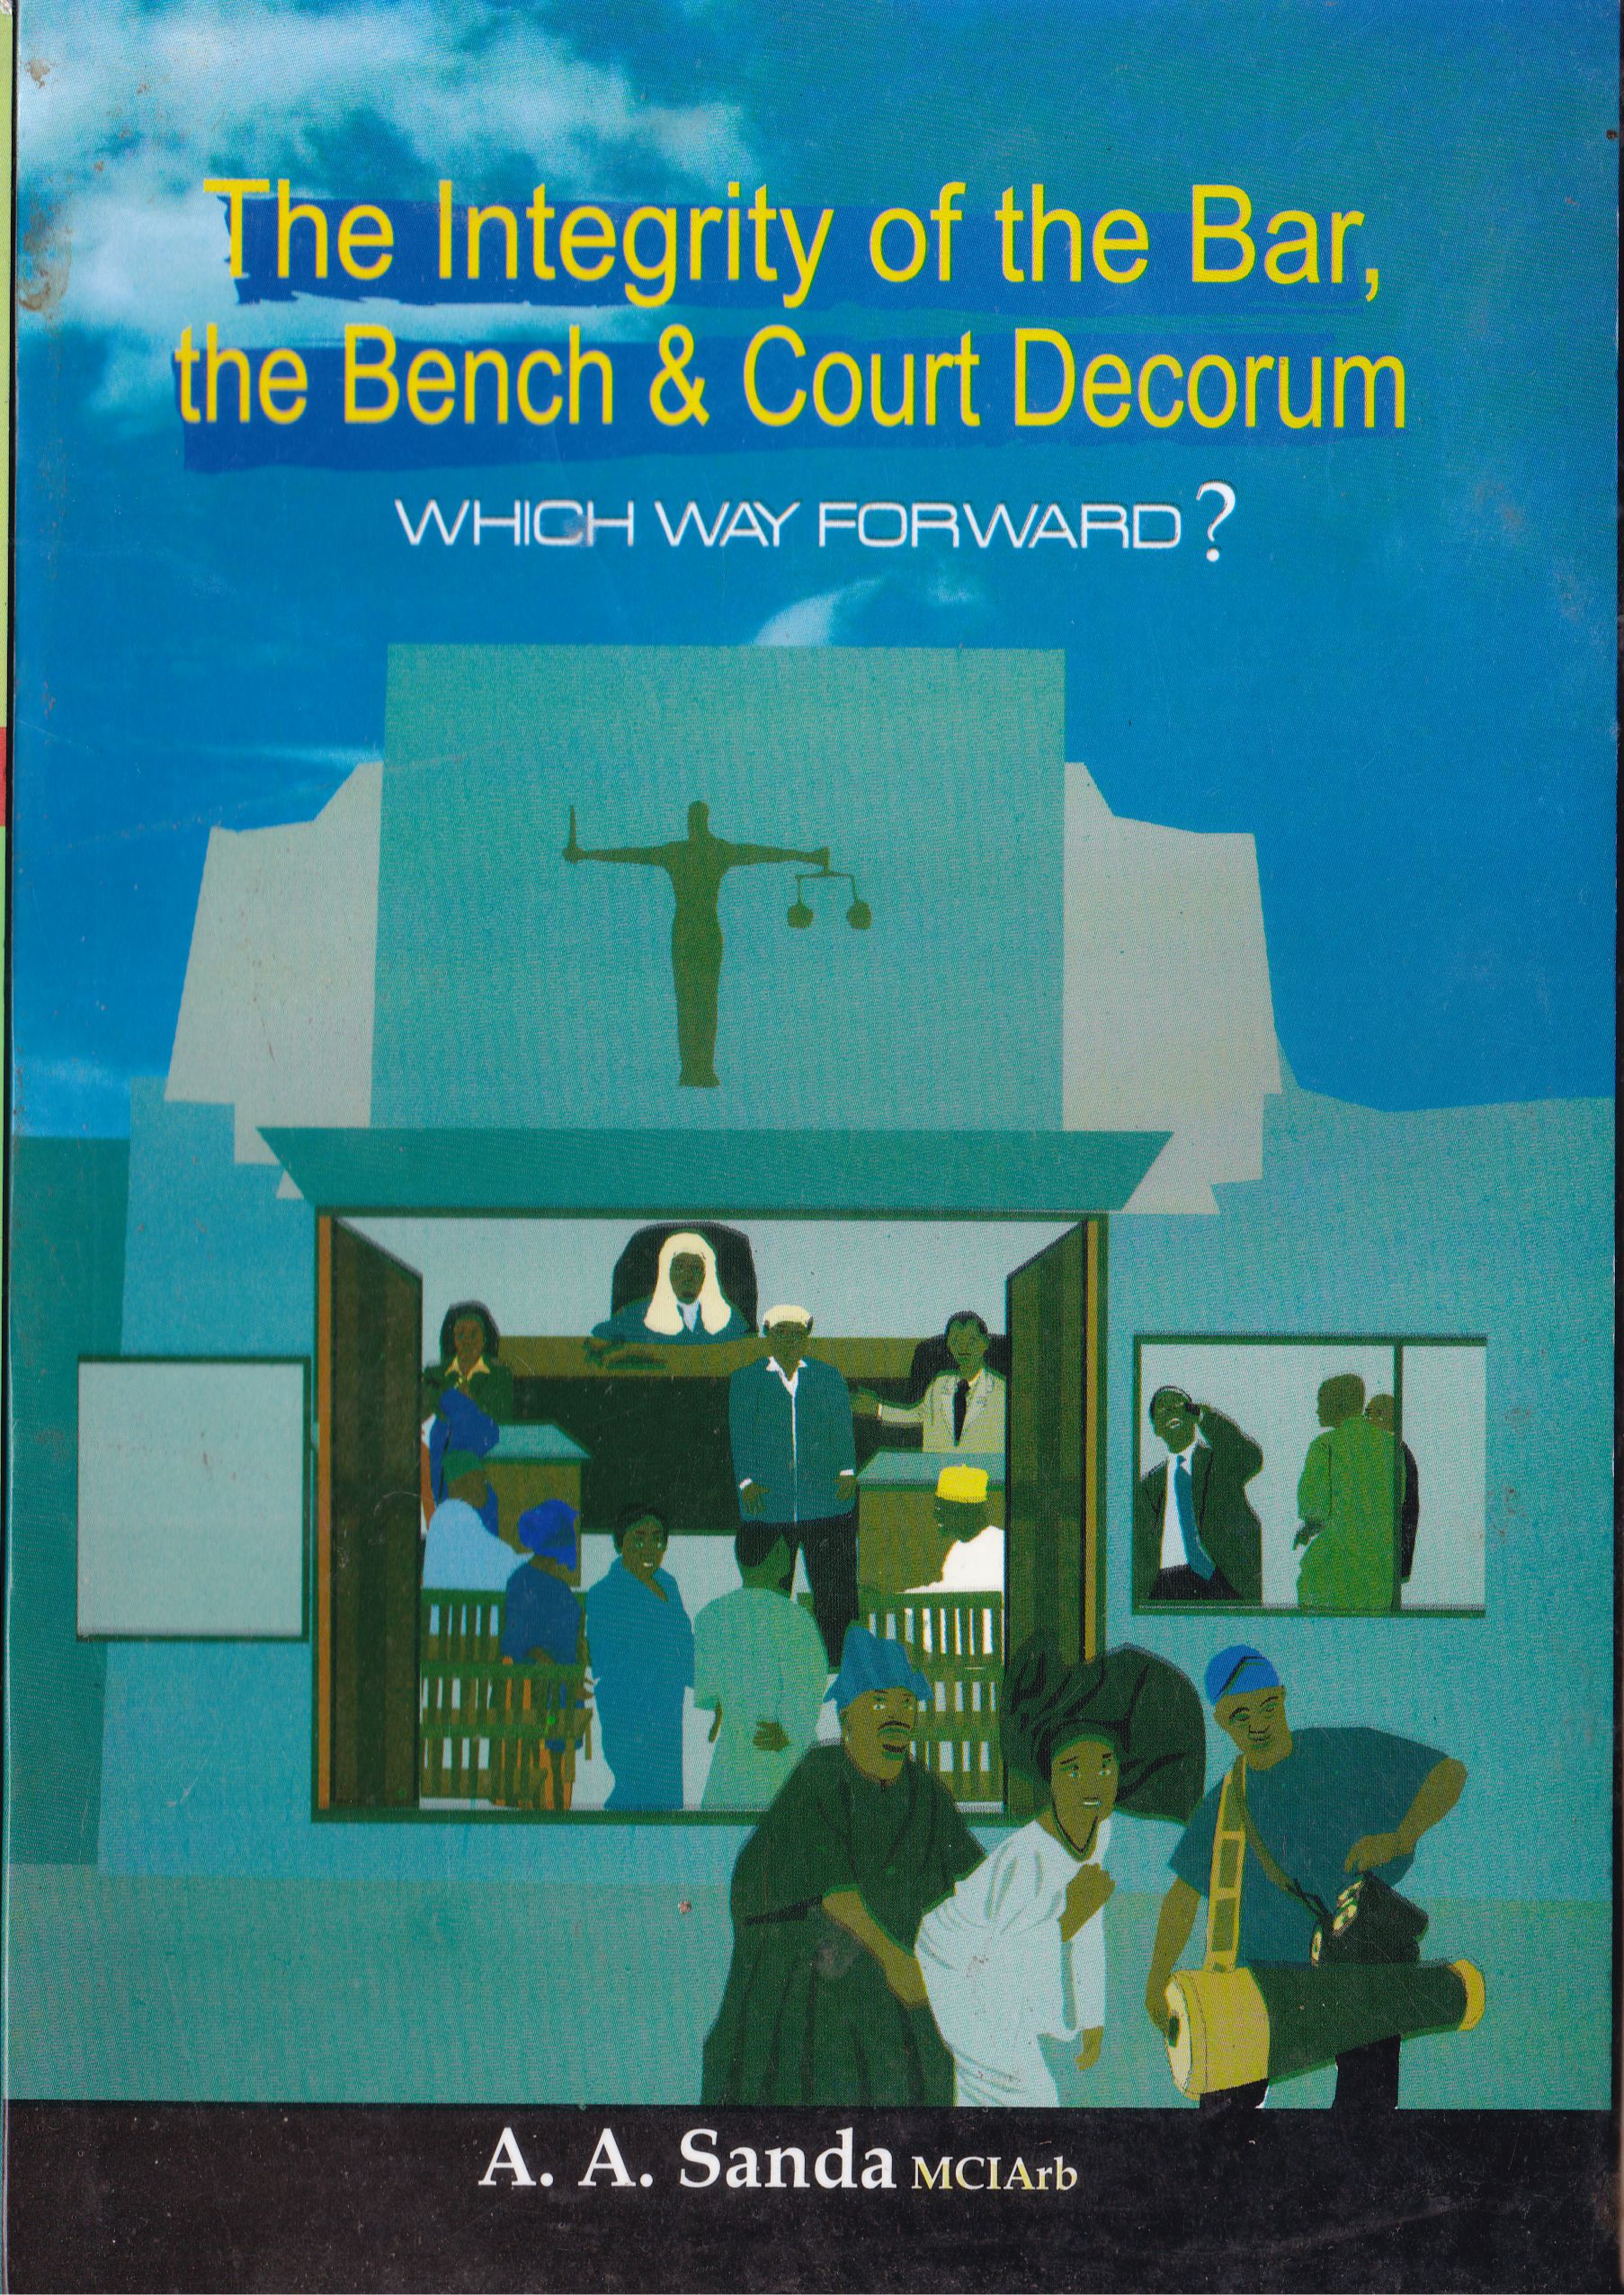 The Integrity of the Bar,
the Bench & Court Decorum
WHICH WAY FORWARD?
A. A. Sanda MCIArb